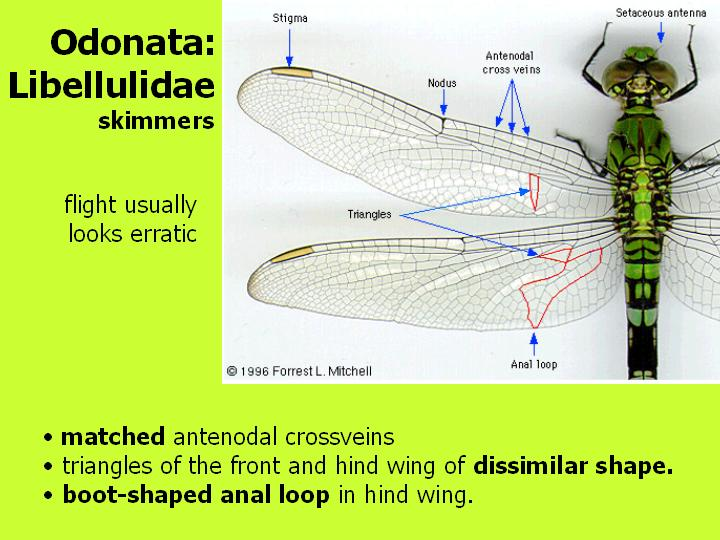 Odonata:
Libellulidae
skimmers
flight usually
looks erratic
Stigma
Setaceous antenna
Antenodal
cross veins
Nodus
Triangles
Anal loop
© 1996 Forrest L. Mitchell
• matched antenodal crossveins
• triangles of the front and hind wing of dissimilar shape.
• boot-shaped anal loop in hind wing.